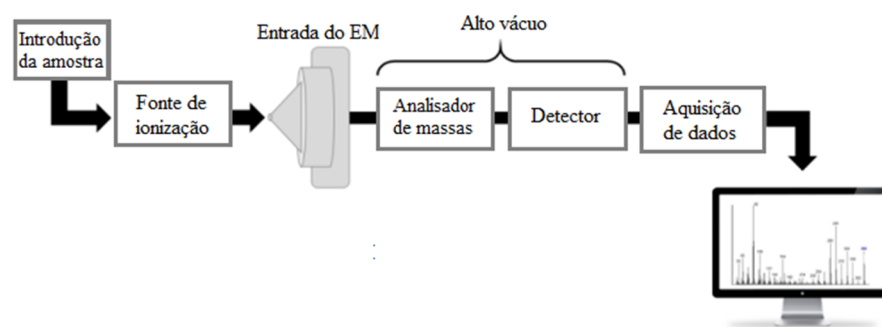 Introdução
da amostra
Fonte de
ionização
Entrada do EM
Alto vácuo
Analisador
de massas
Detector
Aquisição
de dados
: